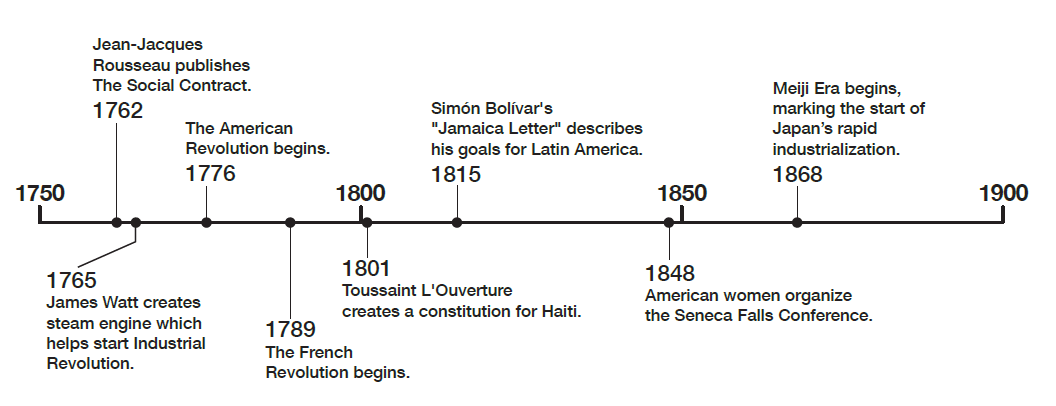 Jean-Jacques
Rousseau publishes
The Social Contract.
1762
The American
Revolution begins.
1776
Simón Bolívar's
"Jamaica Letter" describes
his goals for Latin America.
1815
Meiji Era begins,
marking the start of
Japan's rapid
industrialization.
1868
1750
1800
1850
1900
1765
James Watt creates
steam engine which
helps start Industrial
Revolution.
1789
The French
Revolution begins.
1801
Toussaint L'Ouverture
creates a constitution for Haiti.
1848
American women organize
the Seneca Falls Conference.